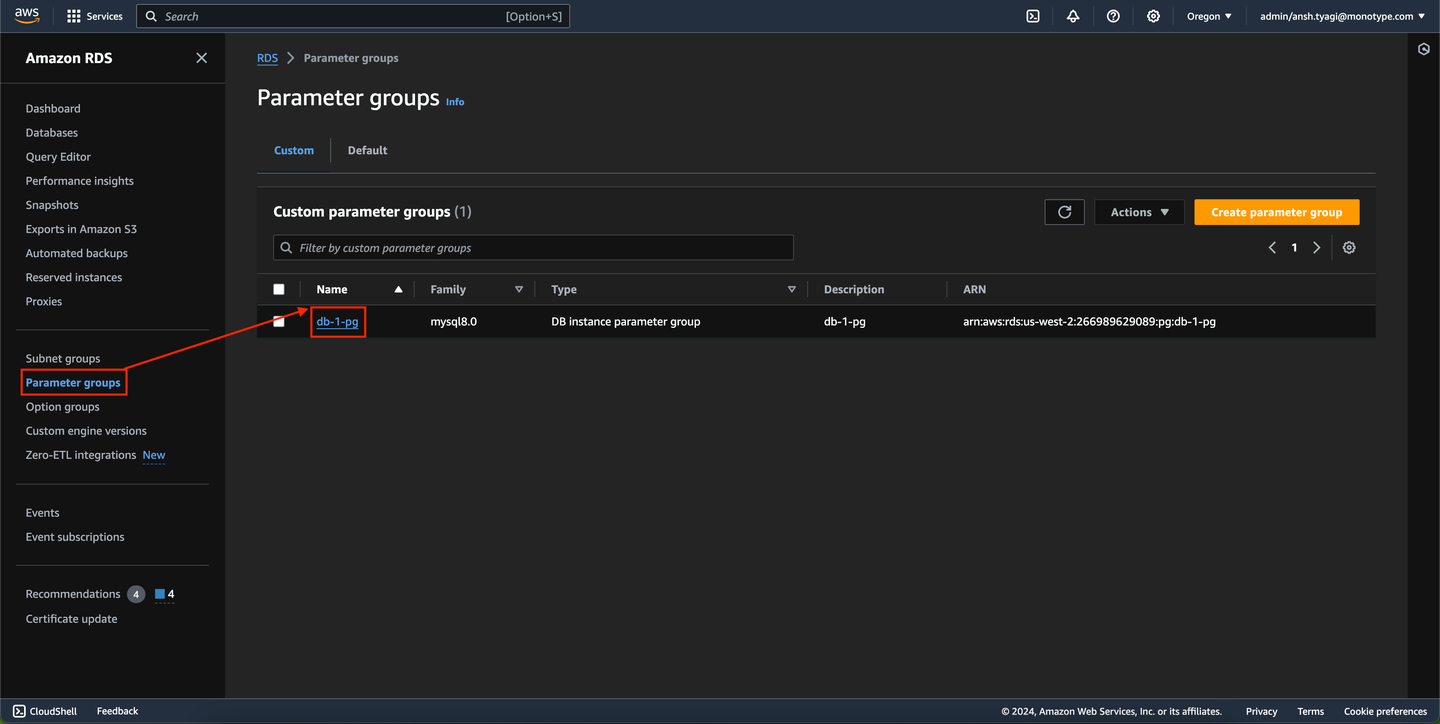 aws
Services
Search
[Option+S]
Oregon ▼
admin/ansh.tyagi@monotype.com ▼
Amazon RDS
Dashboard
Databases
Query Editor
Performance insights
Snapshots
Exports in Amazon S3
Automated backups
Reserved instances
Proxies
Subnet groups
Parameter groups
Option groups
Custom engine versions
Zero-ETL integrations New
Events
Event subscriptions
Recommendations 4 4
Certificate update
RDS > Parameter groups
Parameter groups Info
Custom
Default
Custom parameter groups (1)
Actions ▼
Create parameter group
Filter by custom parameter groups
1
Name Family Type Description ARN
db-1-pg mysql8.0 DB instance parameter group db-1-pg arn:aws:rds:us-west-2:266989629089:pg:db-1-pg
CloudShell
Feedback
© 2024, Amazon Web Services, Inc. or its affiliates.
Privacy
Terms
Cookie preferences